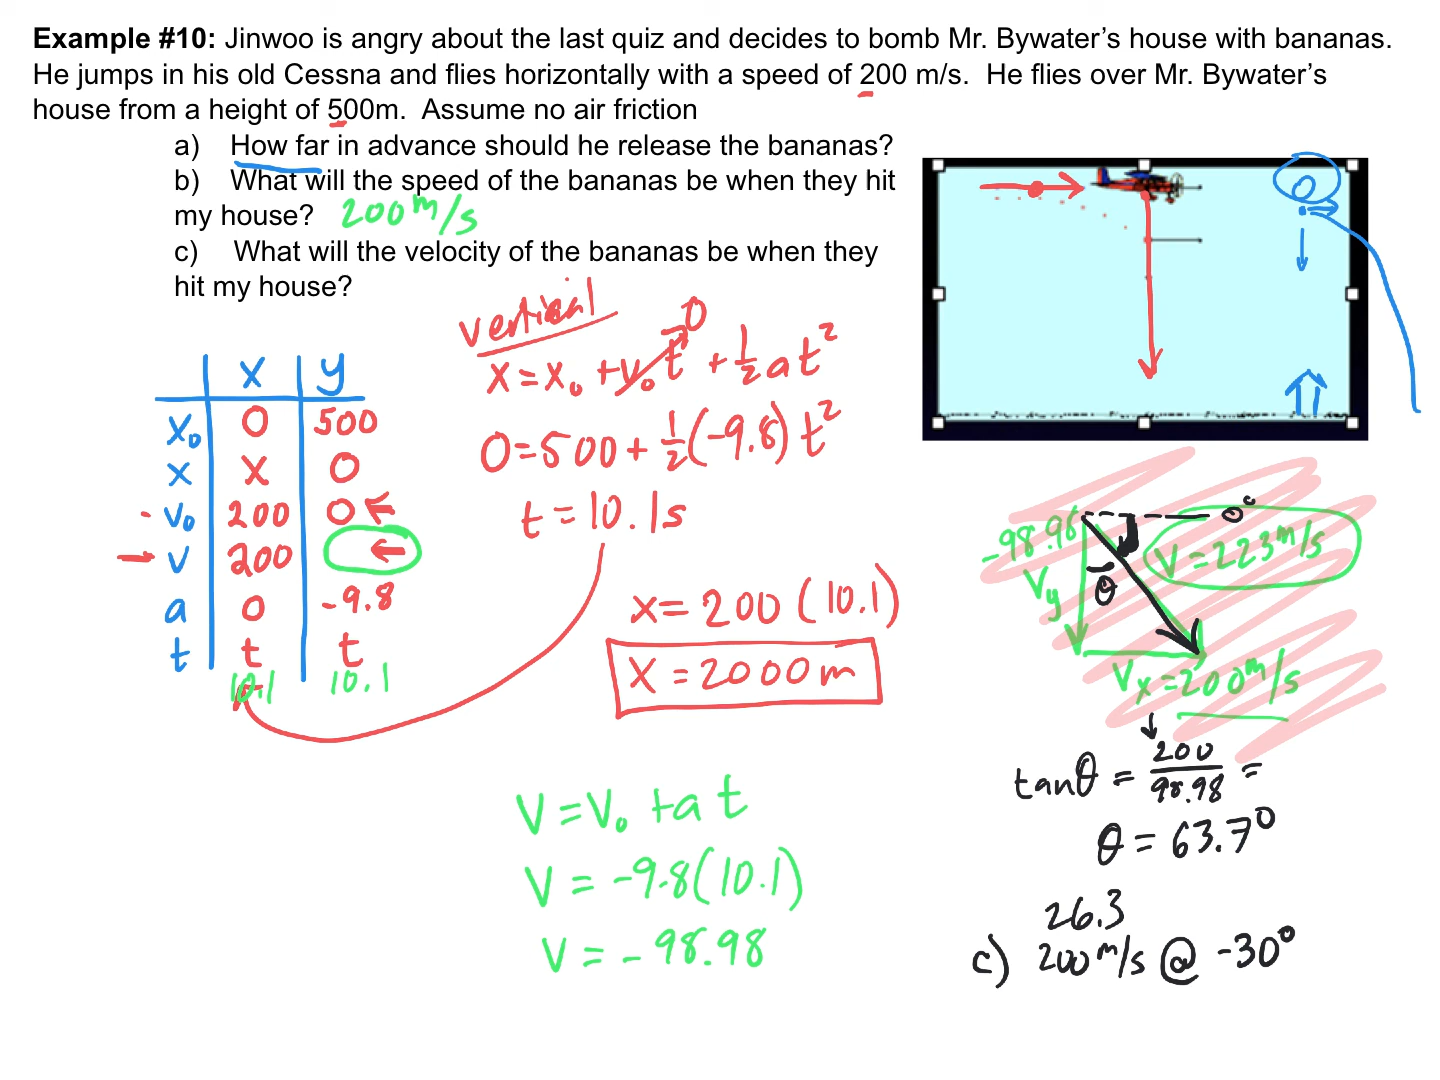 Example #10: Jinwoo is angry about the last quiz and decides to bomb Mr. Bywater’s house with bananas.
He jumps in his old Cessna and flies horizontally with a speed of 200 m/s.  He flies over Mr. Bywater’s
house from a height of 500m.  Assume no air friction
a) How far in advance should he release the bananas?
b) What will the speed of the bananas be when they hit
my house? 200 m/s
c) What will the velocity of the bananas be when they
hit my house?
vertical
x = x₀ + v₀t + ½at²
0
0 = 500 + ½(-9.8)t²
t = 10.1s
x y
x₀ 0 500
x x 0
v₀ 200 0
v 200
a 0 -9.8
t t t
10.1 10.1
x = 200 (10.1)
x = 2000m
v = v₀ + at
v = -9.8(10.1)
v = -98.98
0°
-98.98
v = 223 m/s
Vy
θ
Vx = 200 m/s
tanθ = 200/98.98 =
θ = 63.7°
26.3
c) 200 m/s @ -30°